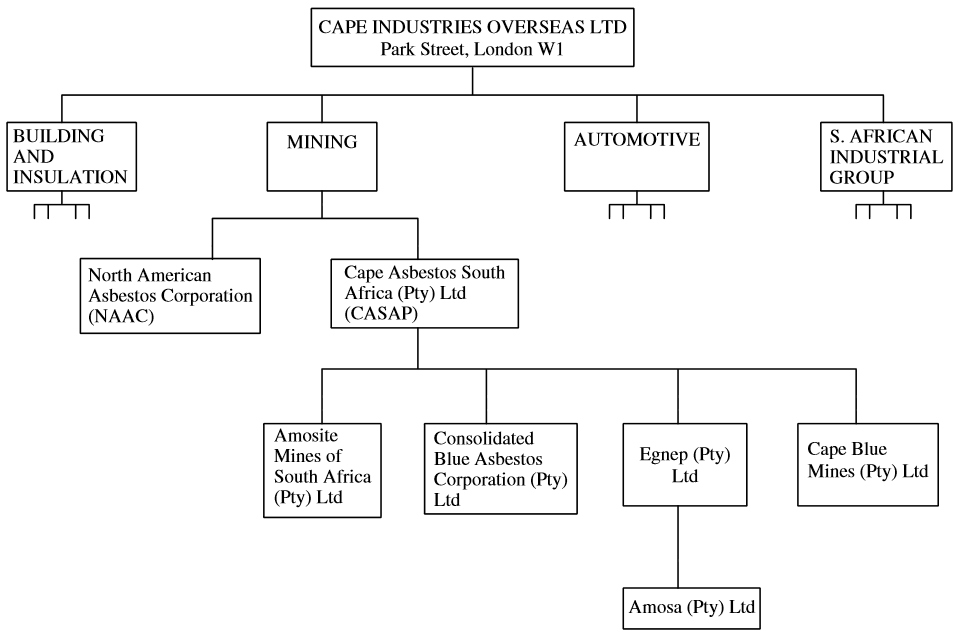 CAPE INDUSTRIES OVERSEAS LTD
Park Street, London W1
BUILDING
AND
INSULATION
MINING
AUTOMOTIVE
S. AFRICAN
INDUSTRIAL
GROUP
North American
Asbestos Corporation
(NAAC)
Cape Asbestos South
Africa (Pty) Ltd
(CASAP)
Amosite
Mines of
South Africa
(Pty) Ltd
Consolidated
Blue Asbestos
Corporation (Pty)
Ltd
Egnep (Pty)
Ltd
Cape Blue
Mines (Pty) Ltd
Amosa (Pty) Ltd